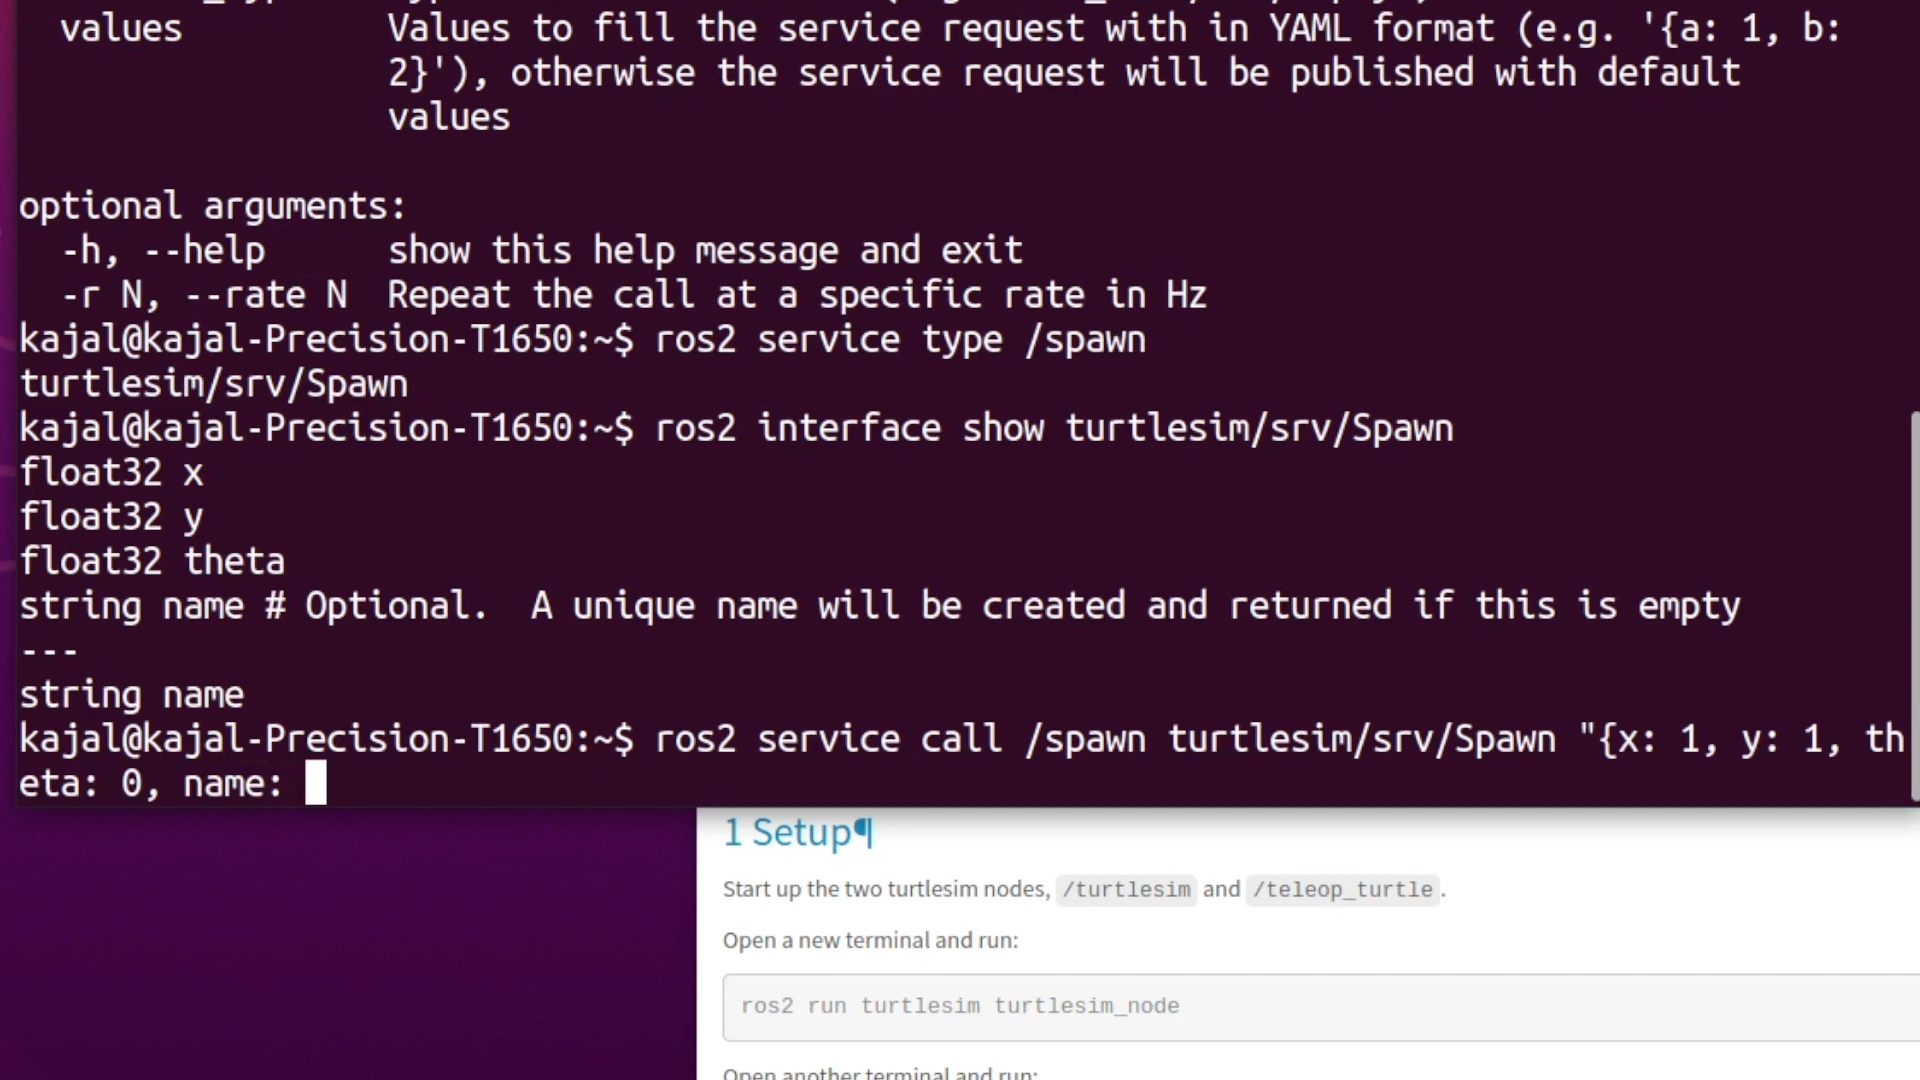 values Values to fill the service request with in YAML format (e.g. '{a: 1, b:
2}'), otherwise the service request will be published with default
values
optional arguments:
-h, --help show this help message and exit
-r N, --rate N Repeat the call at a specific rate in Hz
kajal@kajal-Precision-T1650:~$ ros2 service type /spawn
turtlesim/srv/Spawn
kajal@kajal-Precision-T1650:~$ ros2 interface show turtlesim/srv/Spawn
float32 x
float32 y
float32 theta
string name # Optional.  A unique name will be created and returned if this is empty
---
string name
kajal@kajal-Precision-T1650:~$ ros2 service call /spawn turtlesim/srv/Spawn "{x: 1, y: 1, th
eta: 0, name:
1 Setup¶
Start up the two turtlesim nodes, /turtlesim and /teleop_turtle.
Open a new terminal and run:
ros2 run turtlesim turtlesim_node
Open another terminal and run: